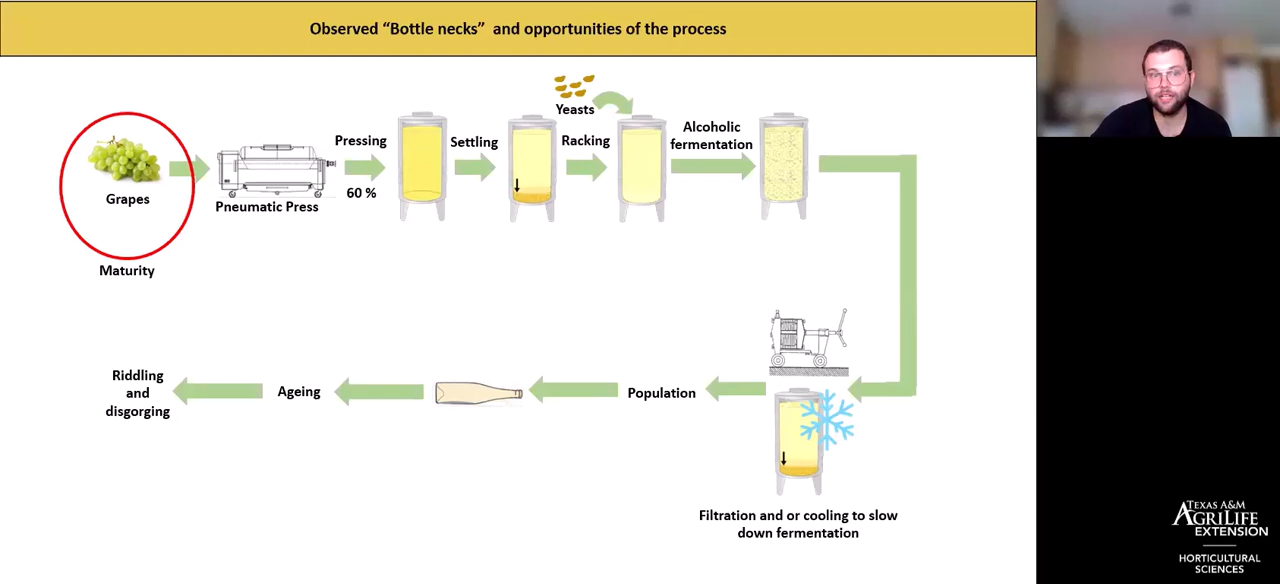 Observed “Bottle necks”  and opportunities of the process
Yeasts
Pressing
Settling
Racking
Alcoholic
fermentation
60 %
Grapes
Pneumatic Press
Maturity
Riddling
and
disgorging
Ageing
Population
Filtration and or cooling to slow
down fermentation
TEXAS A&M
AGRILIFE
EXTENSION
HORTICULTURAL
SCIENCES